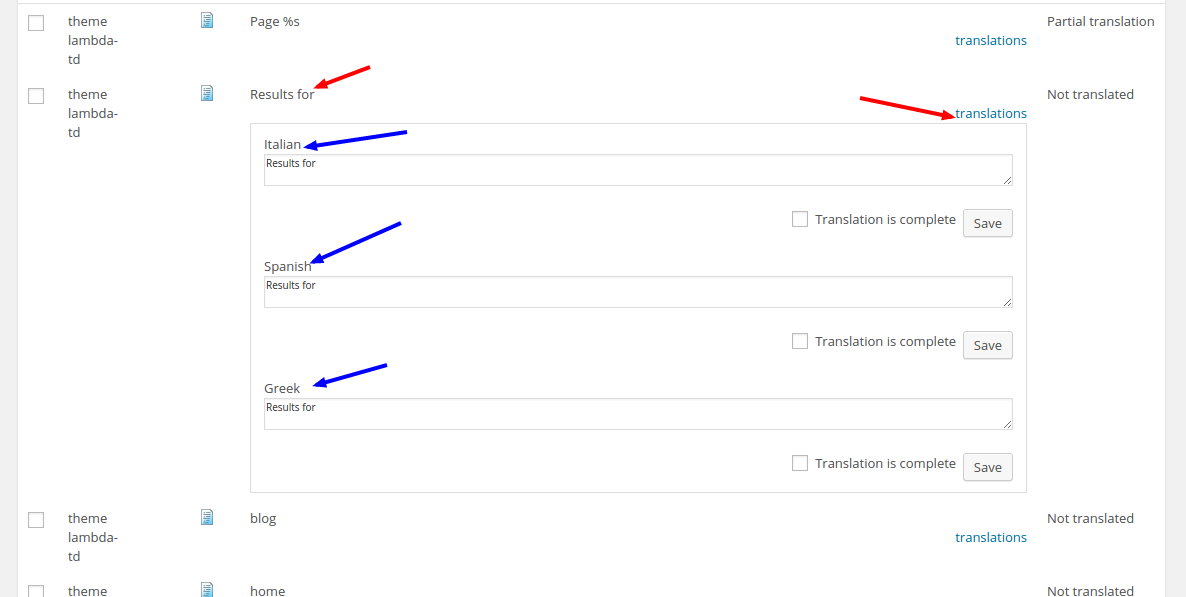 theme lambda-td Page %s Partial translation
translations
theme lambda-td Results for Not translated
translations
Italian
Results for
Translation is complete Save
Spanish
Results for
Translation is complete Save
Greek
Results for
Translation is complete Save
theme lambda-td blog Not translated
translations
theme home Not translated